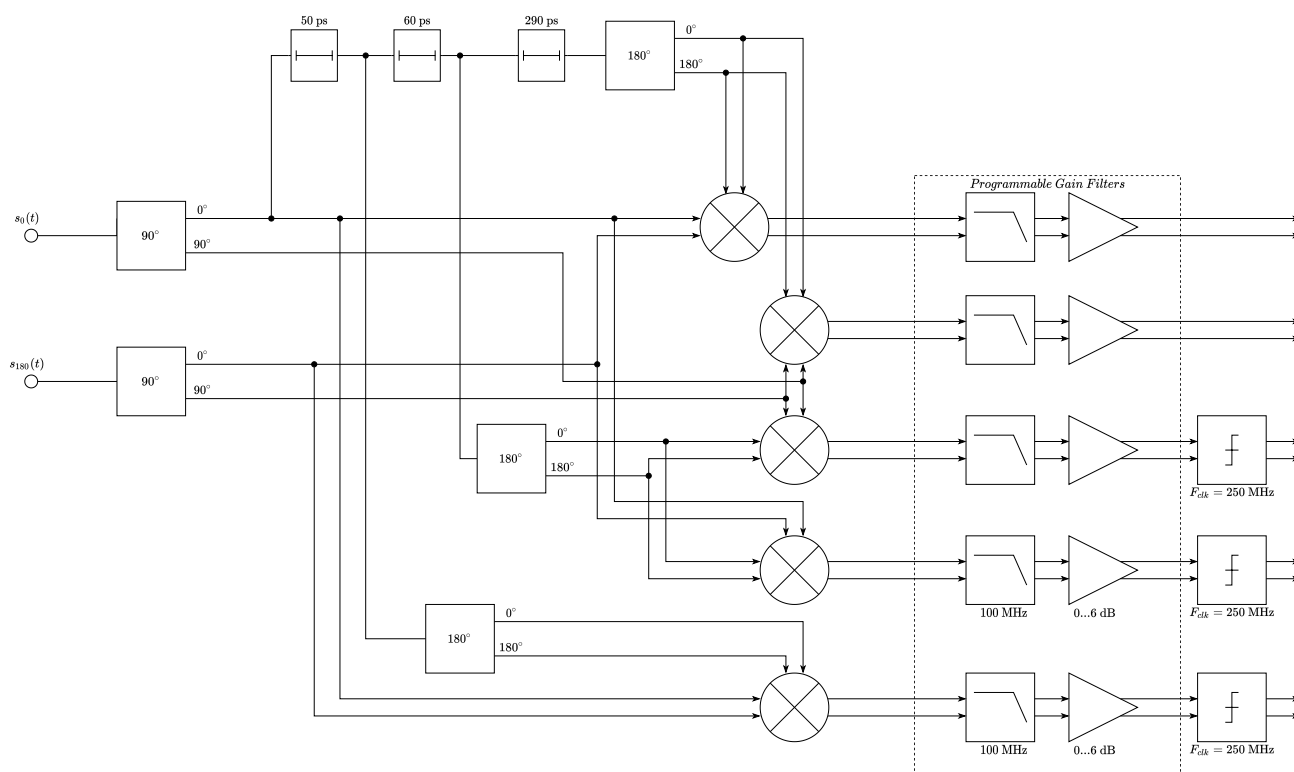 50 ps
60 ps
290 ps
180°
0°
180°
Programmable Gain Filters
s₀(t)
90°
0°
90°
s₁₈₀(t)
90°
0°
90°
180°
0°
180°
F_clk = 250 MHz
180°
0°
180°
100 MHz
0...6 dB
F_clk = 250 MHz
100 MHz
0...6 dB
F_clk = 250 MHz